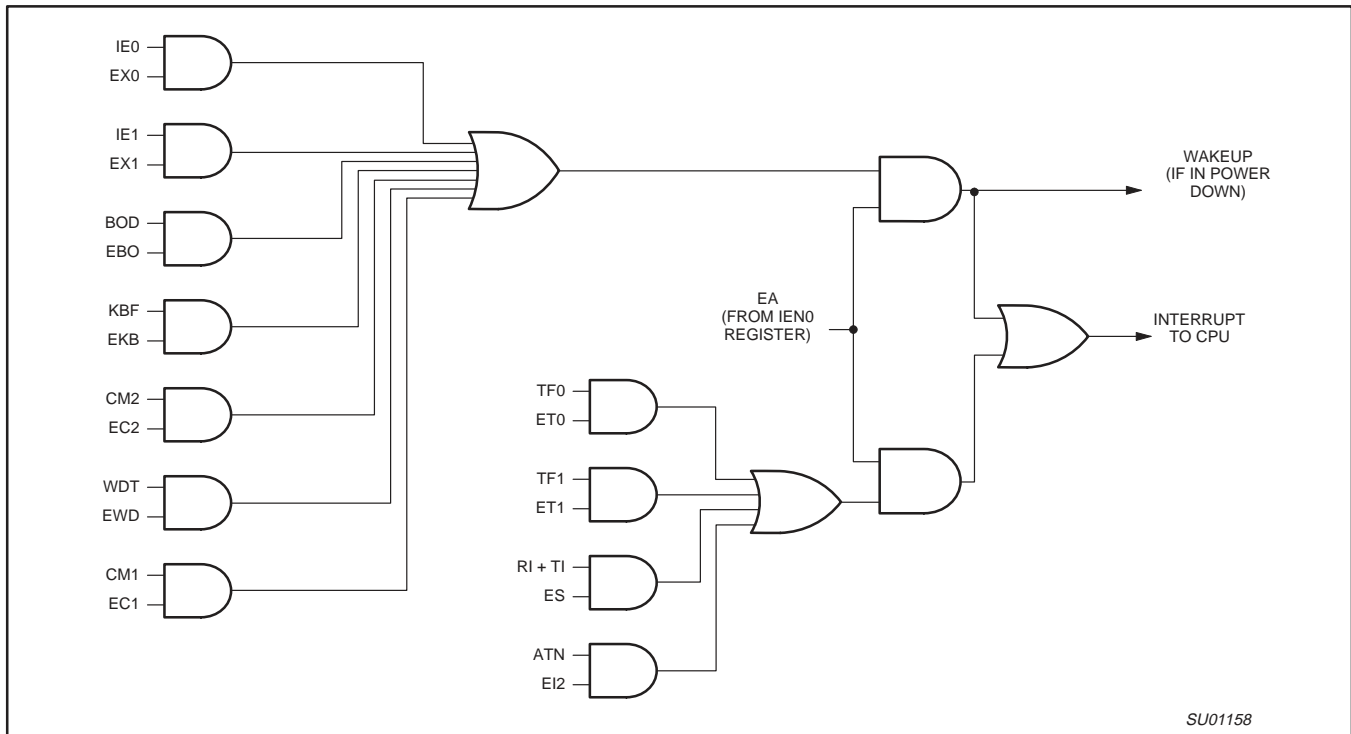 IE0
EX0
IE1
EX1
BOD
EBO
KBF
EKB
CM2
EC2
WDT
EWD
CM1
EC1
EA
(FROM IEN0
REGISTER)
TF0
ET0
TF1
ET1
RI + TI
ES
ATN
EI2
WAKEUP
(IF IN POWER
DOWN)
INTERRUPT
TO CPU
SU01158